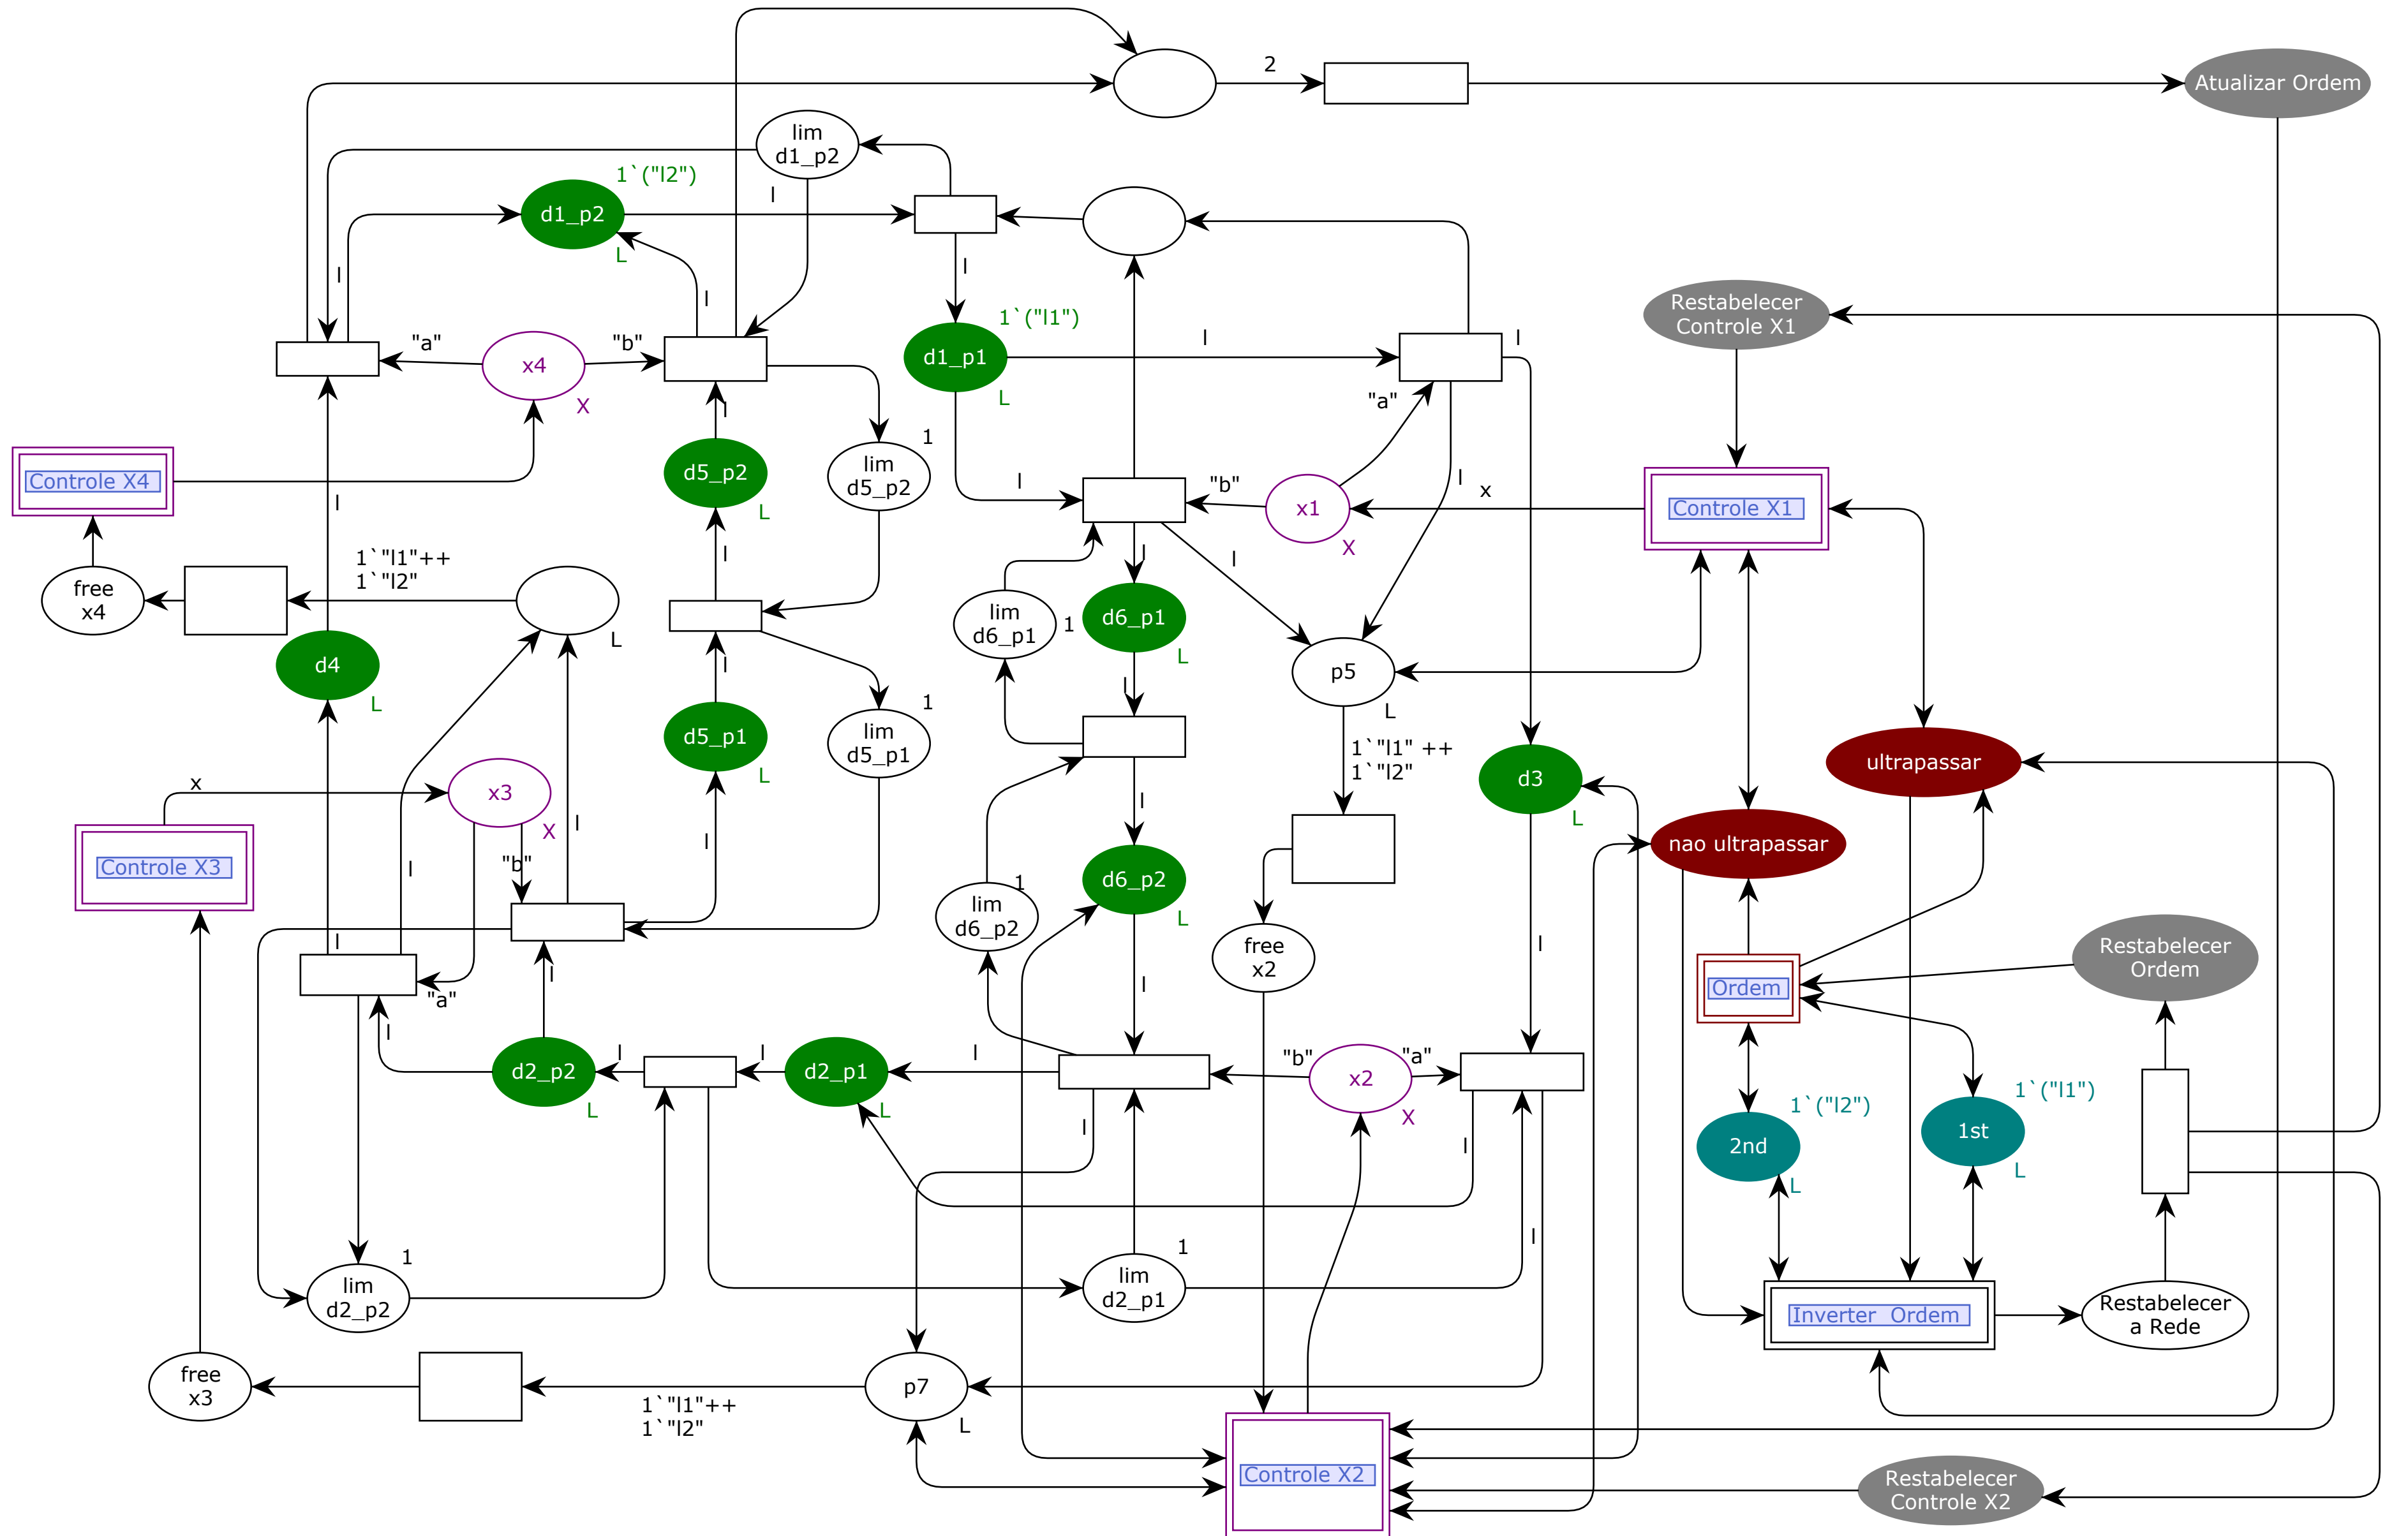 2
Atualizar Ordem
lim
d1_p2
1`("l2")
l
d1_p2
L
l
l
l
1`("l1")
d1_p1
L
l
l
Restabelecer
Controle X1
"a"
x4
X
"b"
"a"
l
d5_p2
L
1
lim
d5_p2
Controle X4
l
l
"b"
x1
X
l
x
Controle X1
1`"l1"++
1`"l2"
free
x4
L
l
l
l
lim
d6_p1
1
d6_p1
L
p5
L
d4
L
l
l
d5_p1
L
1
lim
d5_p1
1`"l1" ++
1`"l2"
d3
L
ultrapassar
x
x3
X
l
l
nao ultrapassar
Controle X3
"b"
l
l
1
lim
d6_p2
d6_p2
L
free
x2
l
l
"a"
l
l
Restabelecer
Ordem
Ordem
l
d2_p2
L
l
l
d2_p1
L
l
"b"
x2
X
"a"
l
l
1`("l2")
2nd
L
1`("l1")
1st
L
1
lim
d2_p2
1
lim
d2_p1
l
Inverter  Ordem
Restabelecer
a Rede
free
x3
1`"l1"++
1`"l2"
p7
L
Controle X2
Restabelecer
Controle X2